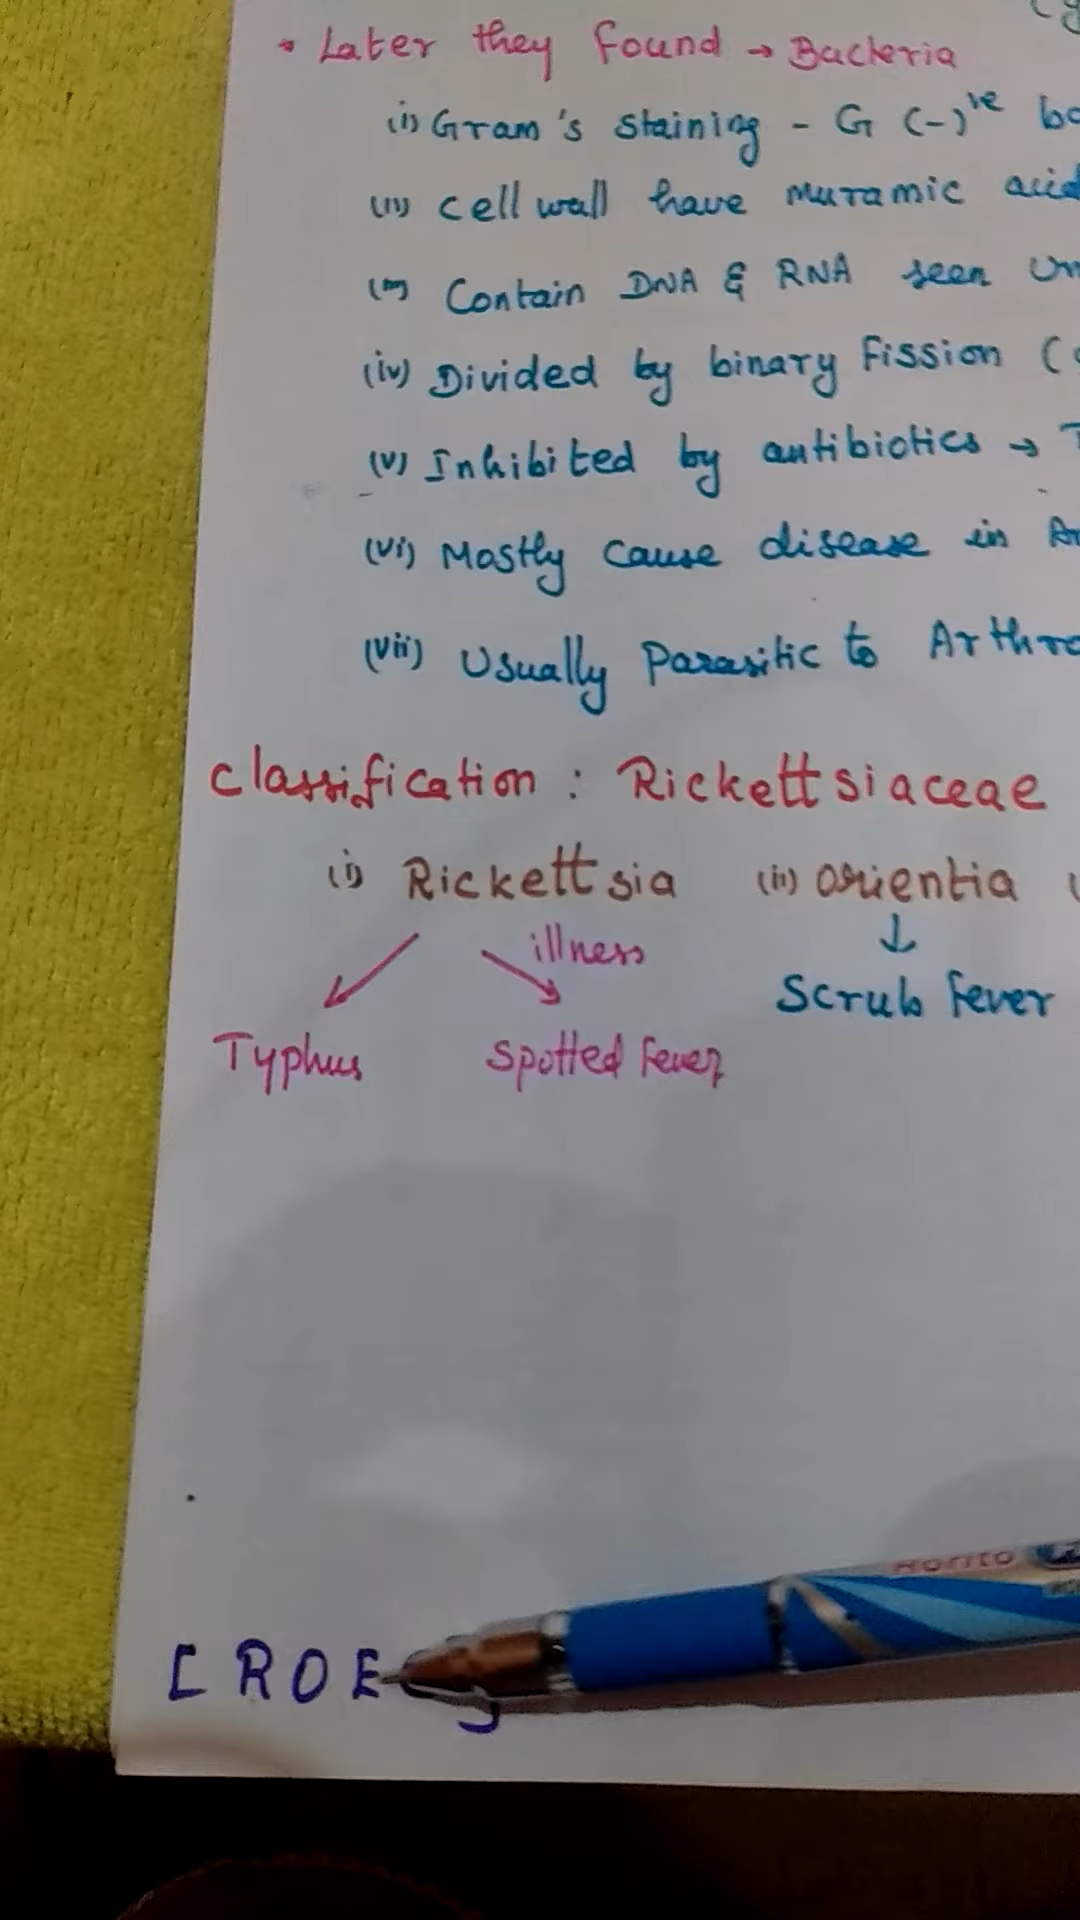 • Later they found → Bacteria
(i) Gram's staining - G (-)ve
(ii) cell wall have muramic acid
(iii) Contain DNA & RNA seen
(iv) Divided by binary Fission (
(v) Inhibited by antibiotics →
(vi) Mostly cause disease in
(vii) Usually Parasitic to Arthro
classification : Rickettsiaceae
(i) Rickettsia (ii) orientia
illness
Scrub Fever
Typhus Spotted Fever
[ R O E